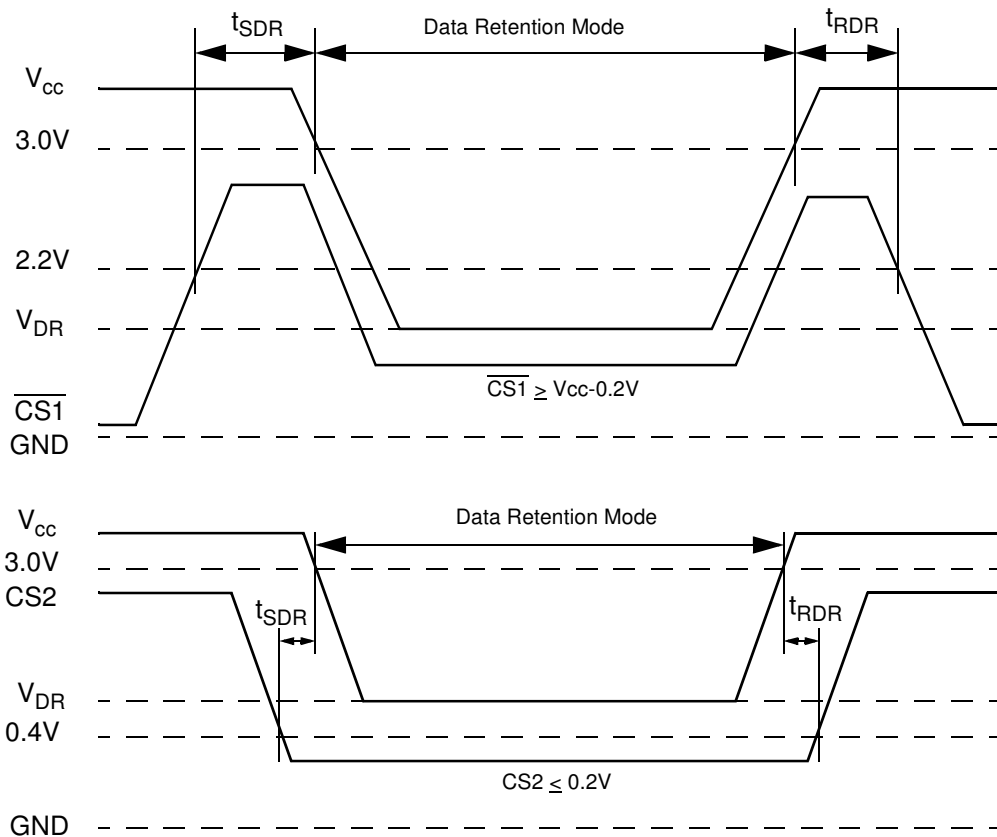 tSDR
Data Retention Mode
tRDR
Vcc
3.0V
2.2V
VDR
CS1 ≥ Vcc-0.2V
CS1
GND
Vcc
Data Retention Mode
3.0V
CS2
tSDR
tRDR
VDR
0.4V
CS2 ≤ 0.2V
GND